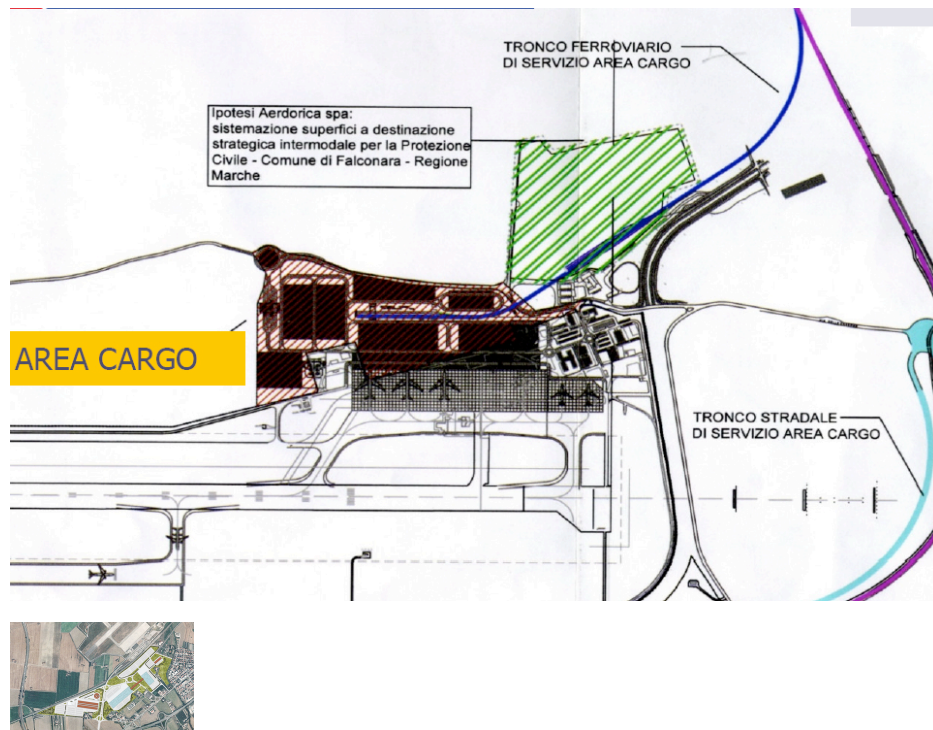 TRONCO FERROVIARIO
DI SERVIZIO AREA CARGO
Ipotesi Aerdorica spa:
sistemazione superfici a destinazione
strategica intermodale per la Protezione
Civile - Comune di Falconara - Regione
Marche
AREA CARGO
TRONCO STRADALE
DI SERVIZIO AREA CARGO